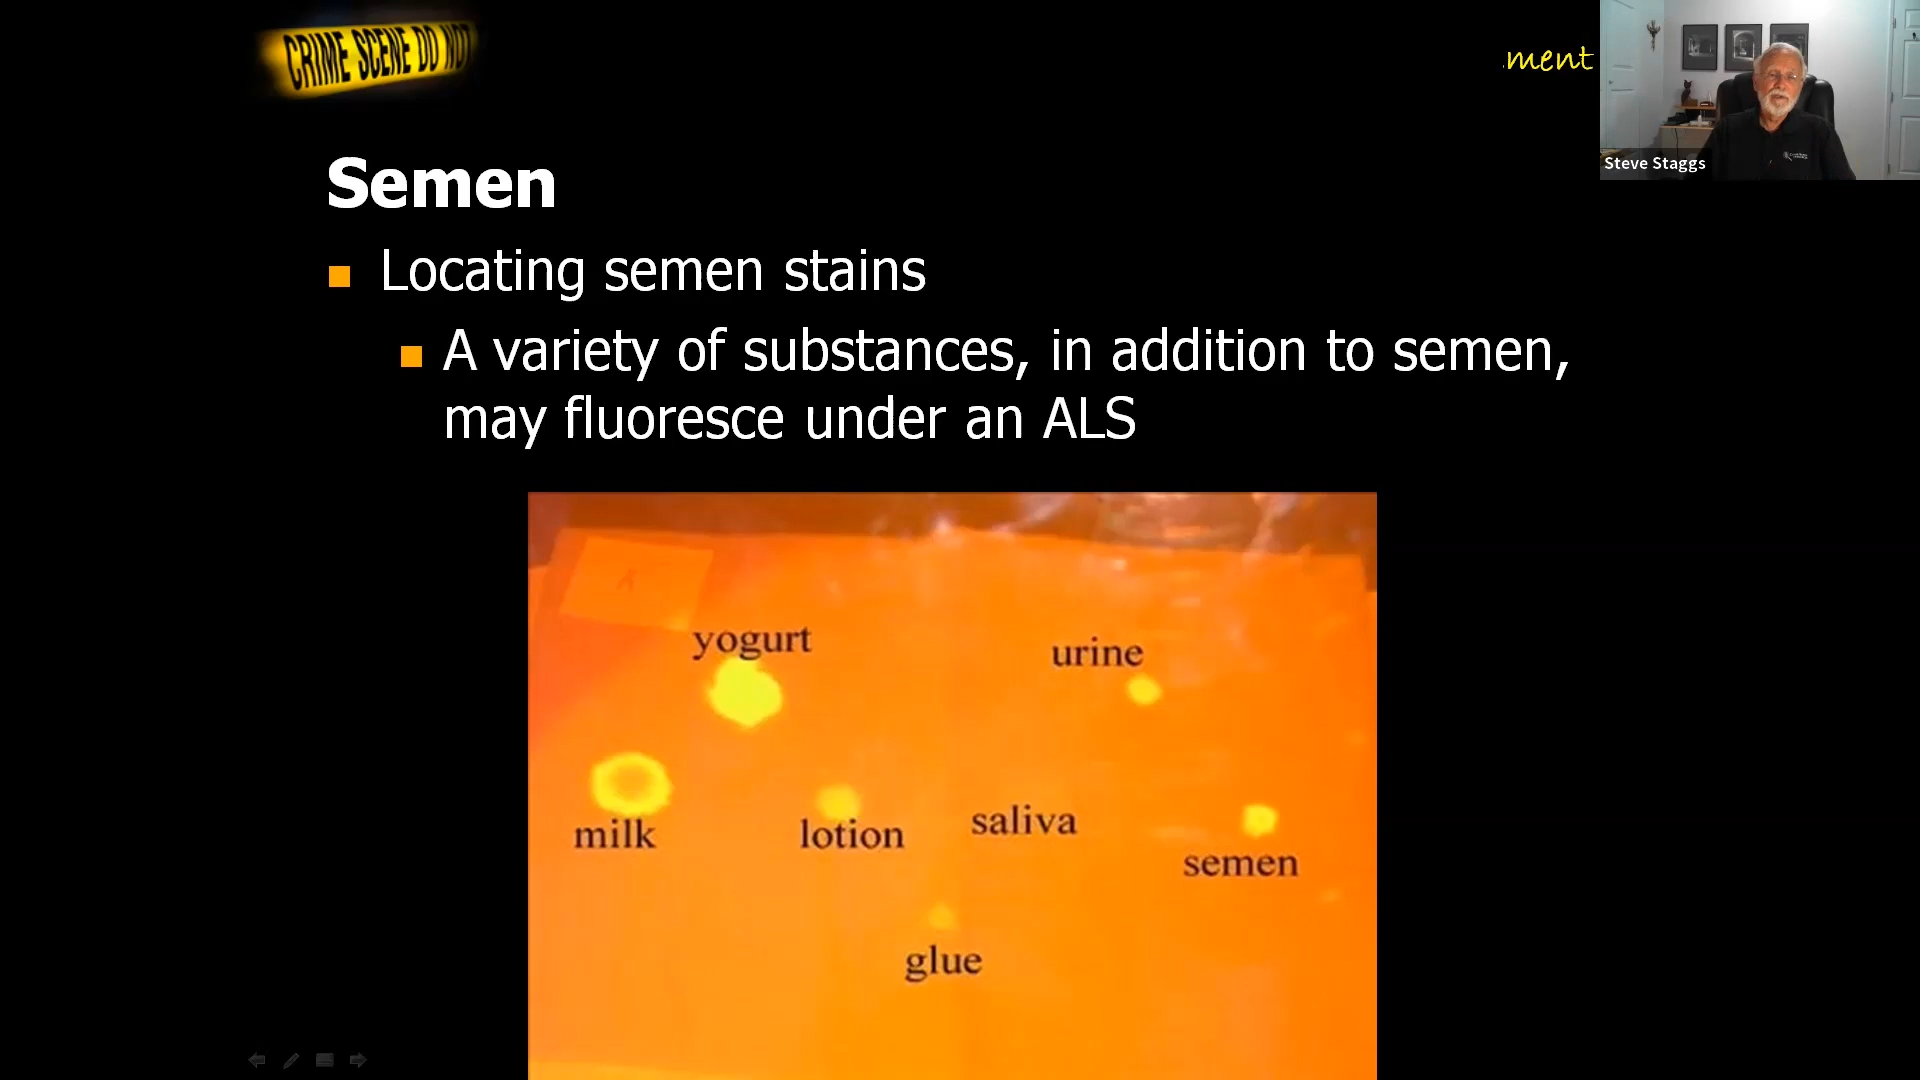 CRIME SCENE DO NOT
ment
Steve Staggs
Semen
Locating semen stains
A variety of substances, in addition to semen,
may fluoresce under an ALS
yogurt
urine
milk
lotion
saliva
semen
glue